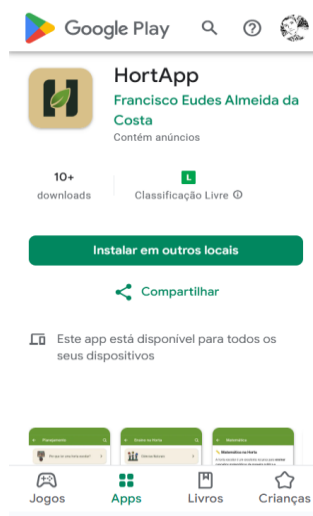 Google Play
HortApp
Francisco Eudes Almeida da
Costa
Contém anúncios
10+
downloads
L
Classificação Livre
Instalar em outros locais
Compartilhar
Este app está disponível para todos os
seus dispositivos
Planejamento
Ensino na Horta
Matemática
Ciências Básicas
Matemática na Horta
Jogos
Apps
Livros
Crianças